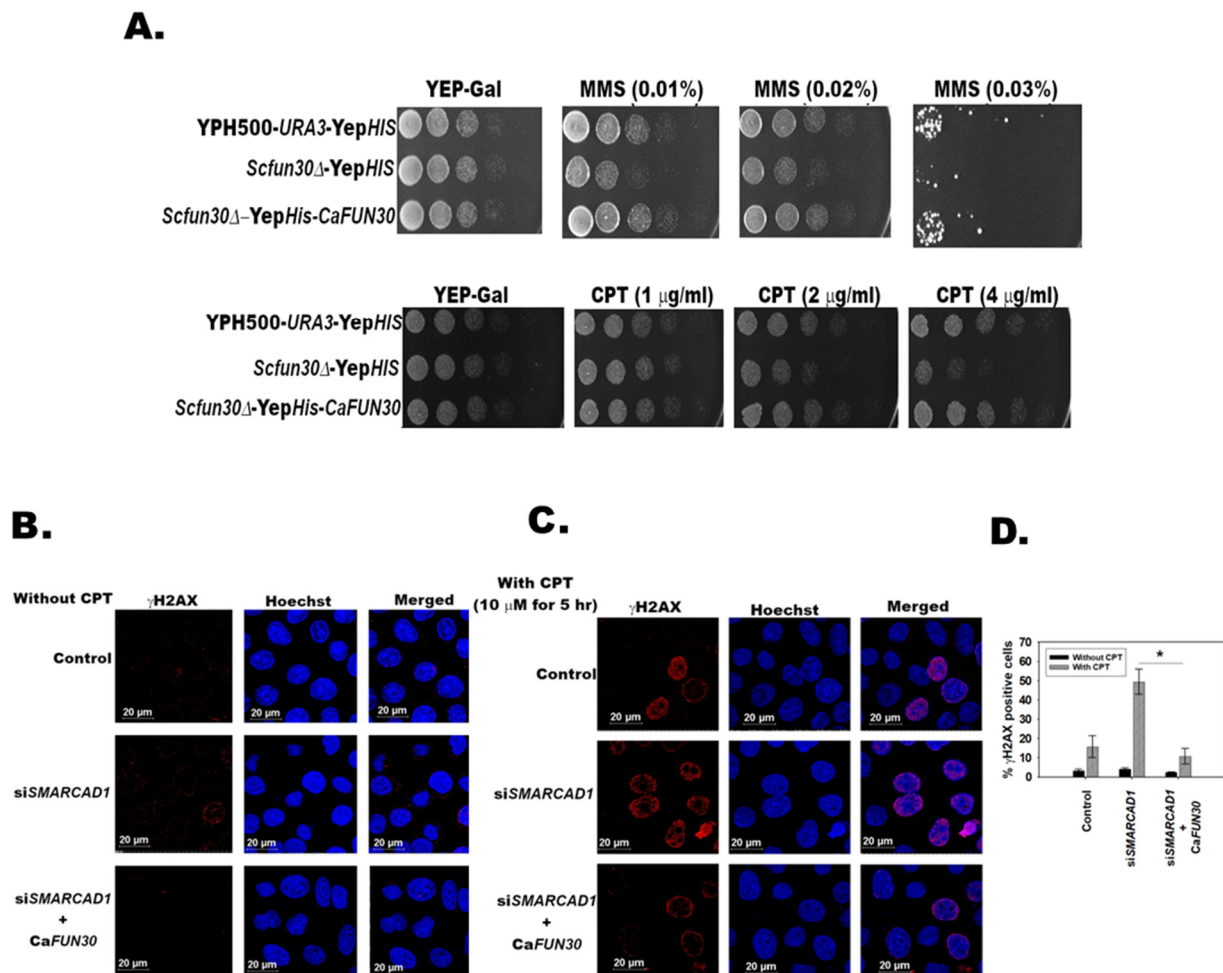 A.
YEP-Gal MMS (0.01%) MMS (0.02%) MMS (0.03%)
YPH500-URA3-YepHIS
Scfun30Δ-YepHIS
Scfun30Δ–YepHis-CaFUN30
YEP-Gal CPT (1 μg/ml) CPT (2 μg/ml) CPT (4 μg/ml)
YPH500-URA3-YepHIS
Scfun30Δ-YepHIS
Scfun30Δ-YepHis-CaFUN30
B.
Without CPT γH2AX Hoechst Merged
Control
20 μm 20 μm 20 μm
siSMARCAD1
20 μm 20 μm 20 μm
siSMARCAD1
+
CaFUN30
20 μm 20 μm 20 μm
C.
With CPT
(10 μM for 5 hr) γH2AX Hoechst Merged
Control
20 μm 20 μm 20 μm
siSMARCAD1
20 μm 20 μm 20 μm
siSMARCAD1
+
CaFUN30
20 μm 20 μm 20 μm
D.
% γH2AX positive cells
70
60
50
40
30
20
10
0
Without CPT
With CPT
*
Control
siSMARCAD1
siSMARCAD1
+
CaFUN30